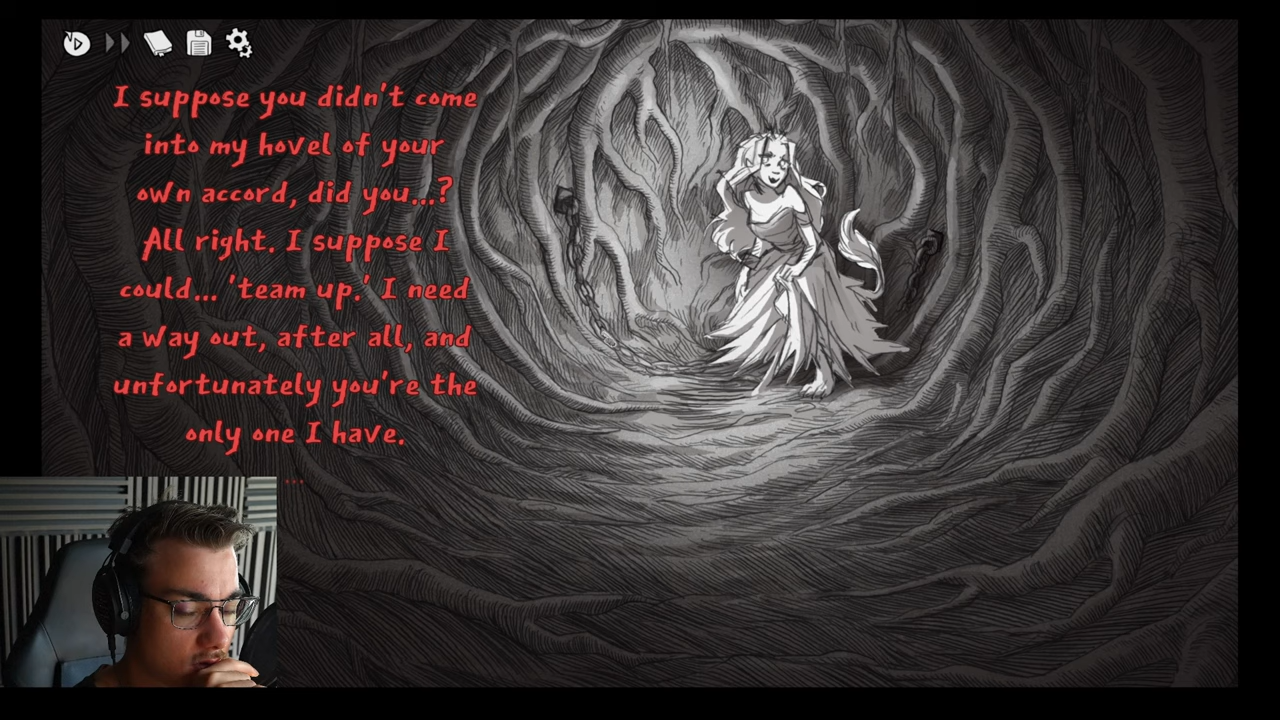 I suppose you didn't come
into my hovel of your
own accord, did you...?
All right. I suppose I
could... 'team up.' I need
a way out, after all, and
unfortunately you're the
only one I have.
...